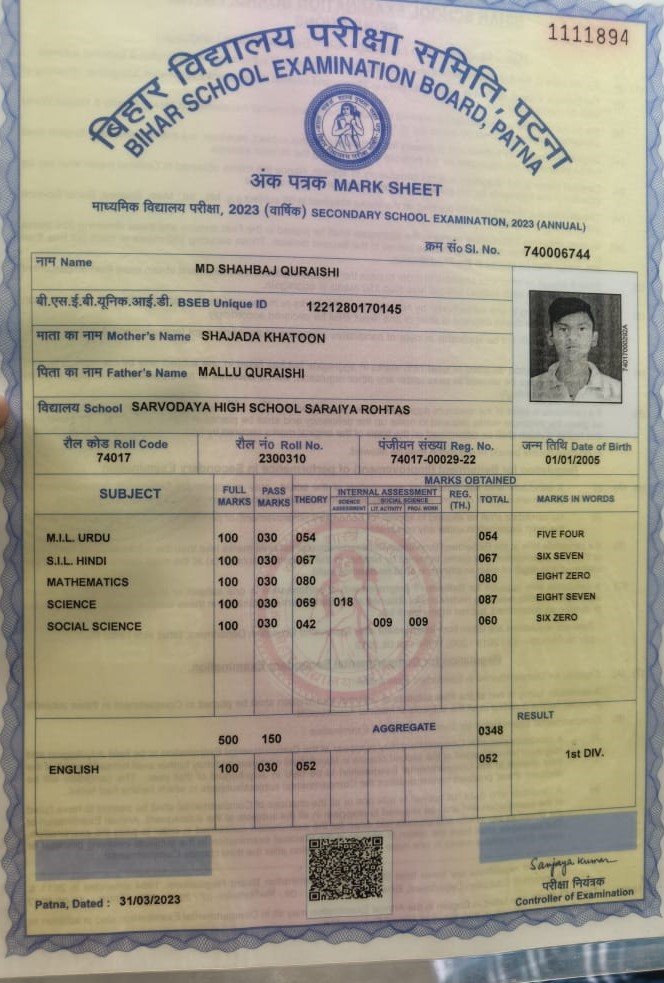 1111894
बिहार विद्यालय परीक्षा समिति, पटना
BIHAR SCHOOL EXAMINATION BOARD, PATNA
अंक पत्रक MARK SHEET
माध्यमिक विद्यालय परीक्षा, 2023 (वार्षिक) SECONDARY SCHOOL EXAMINATION, 2023 (ANNUAL)
क्रम सं० Sl. No. 740006744
नाम Name MD SHAHBAJ QURAISHI
बी.एस.ई.बी.यूनिक.आई.डी. BSEB Unique ID 1221280170145
माता का नाम Mother's Name SHAJADA KHATOON
पिता का नाम Father's Name MALLU QURAISHI
विद्यालय School SARVODAYA HIGH SCHOOL SARAIYA ROHTAS
रौल कोड Roll Code रौल नं० Roll No. पंजीयन संख्या Reg. No. जन्म तिथि Date of Birth
74017 2300310 74017-00029-22 01/01/2005
MARKS OBTAINED
SUBJECT FULL MARKS PASS MARKS THEORY INTERNAL ASSESSMENT REG. (TH.) TOTAL MARKS IN WORDS
SCIENCE ASSESSMENT SOCIAL SCIENCE LIT. ACTIVITY PROJ. WORK
M.I.L. URDU 100 030 054 054 FIVE FOUR
S.I.L. HINDI 100 030 067 067 SIX SEVEN
MATHEMATICS 100 030 080 080 EIGHT ZERO
SCIENCE 100 030 069 018 087 EIGHT SEVEN
SOCIAL SCIENCE 100 030 042 009 009 060 SIX ZERO
500 150 AGGREGATE 0348 RESULT
1st DIV.
ENGLISH 100 030 052 052
Patna, Dated : 31/03/2023
Sanjaya Kumar
परीक्षा नियंत्रक
Controller of Examination